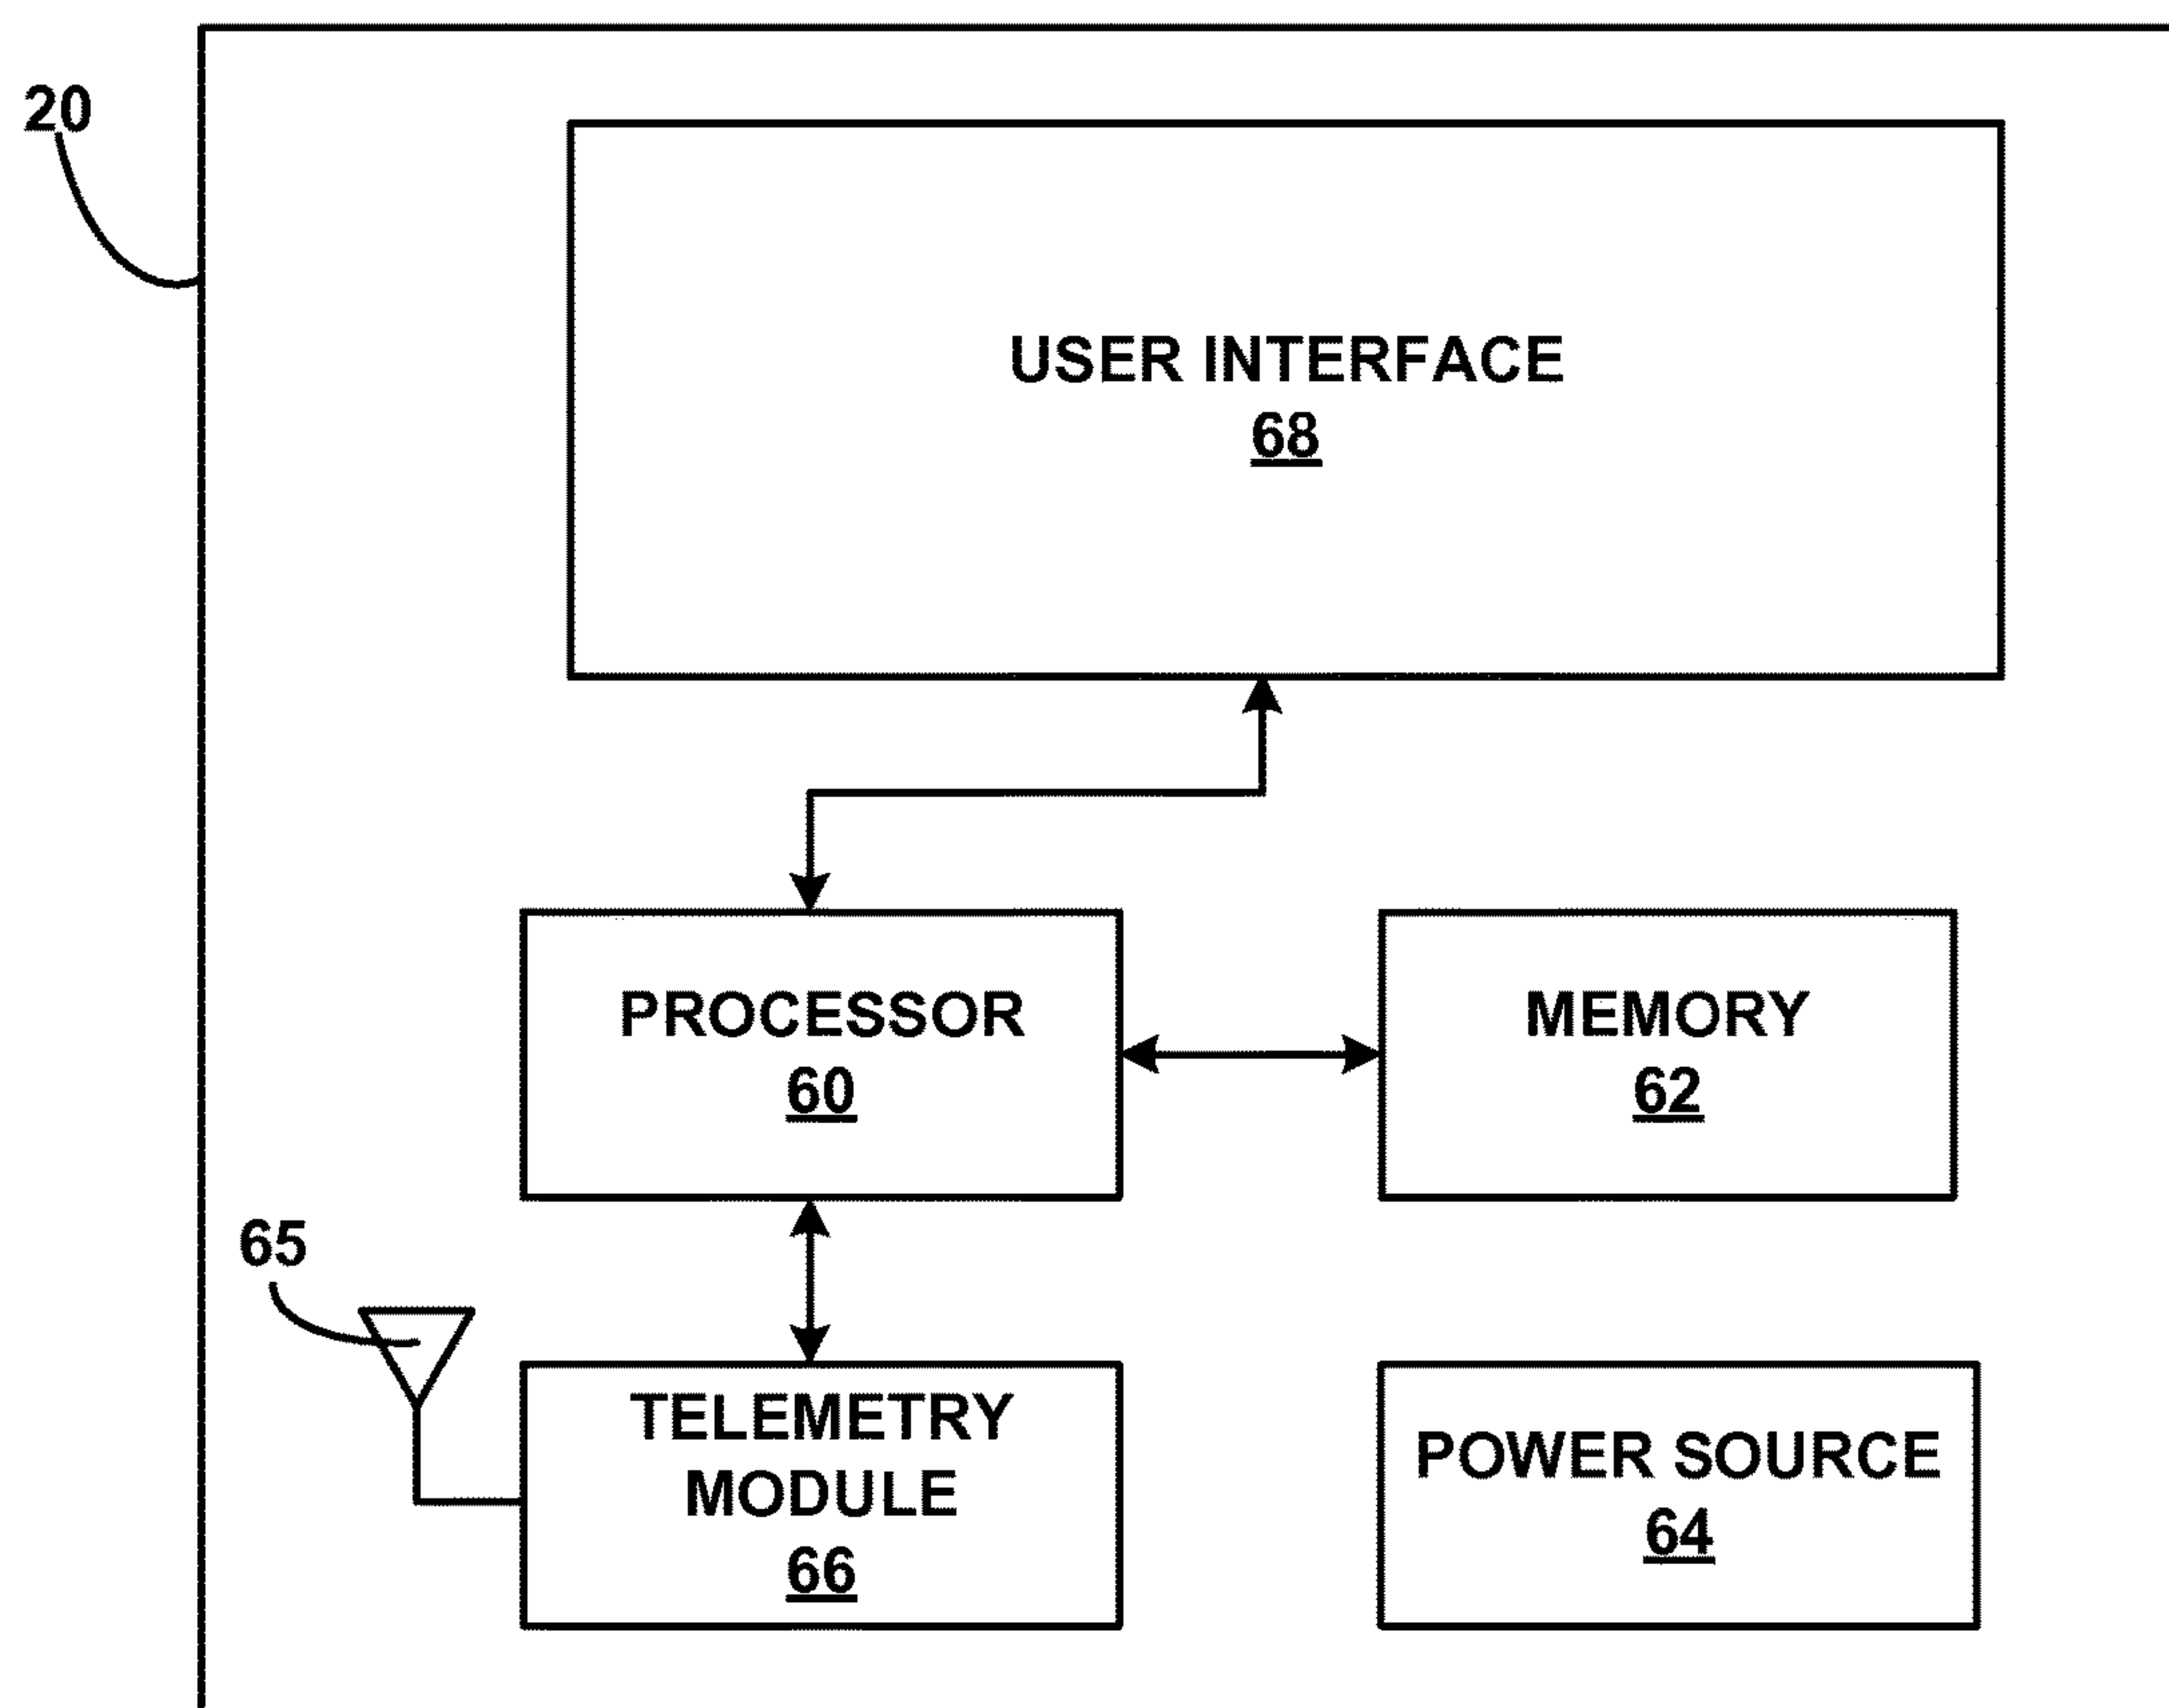 20
USER INTERFACE
68
PROCESSOR
60
MEMORY
62
65
TELEMETRY
MODULE
66
POWER SOURCE
64